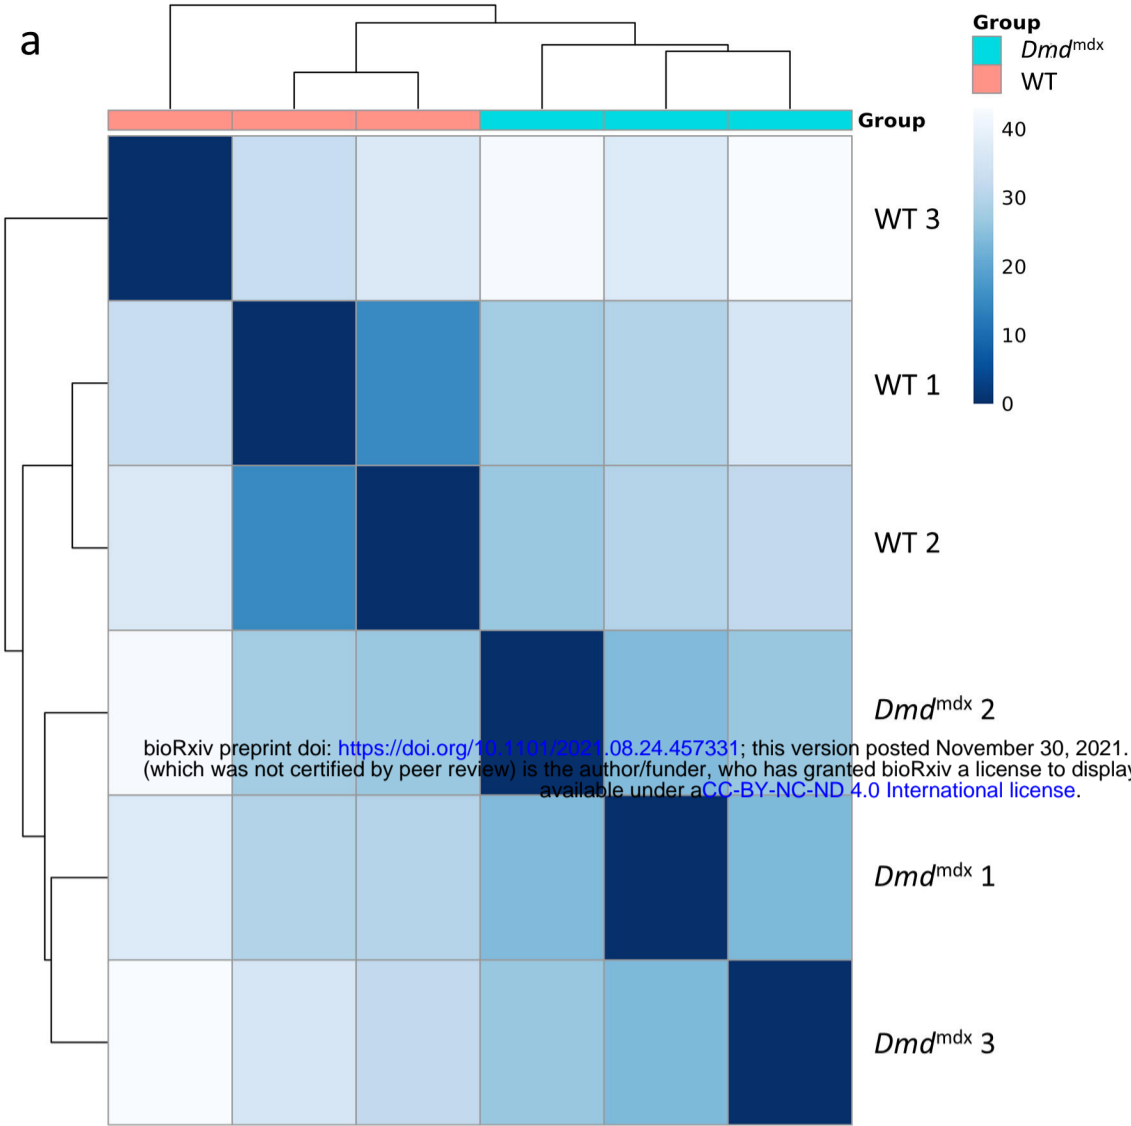 a
Group
Dmdmdx
WT
Group
40
30
20
10
0
WT 3
WT 1
WT 2
Dmdmdx 2
bioRxiv preprint doi: https://doi.org/10.1101/2021.08.24.457331; this version posted November 30, 2021.
(which was not certified by peer review) is the author/funder, who has granted bioRxiv a license to display
available under aCC-BY-NC-ND 4.0 International license.
Dmdmdx 1
Dmdmdx 3